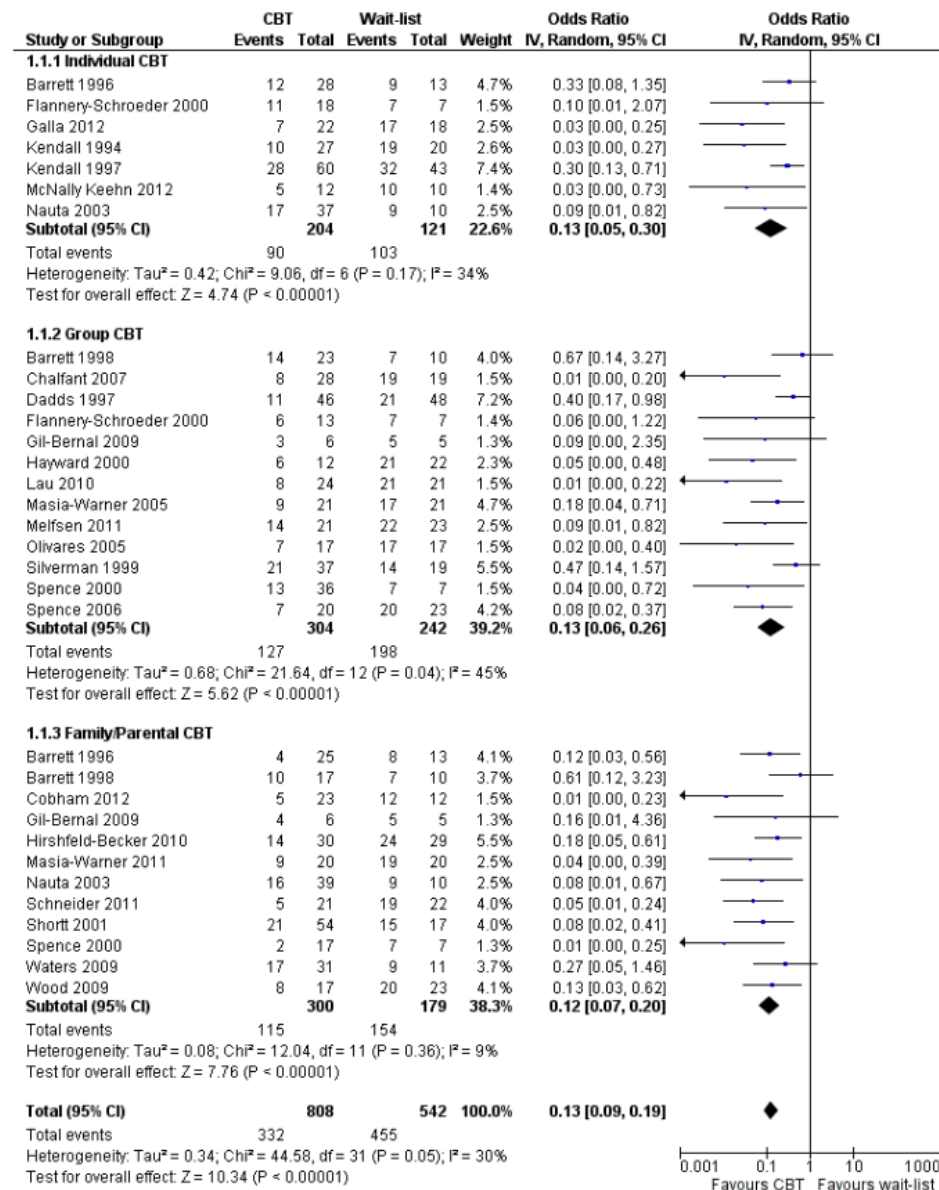 CBT Wait-list Odds Ratio Odds Ratio
Study or Subgroup Events Total Events Total Weight IV, Random, 95% CI IV, Random, 95% CI
1.1.1 Individual CBT
Barrett 1996 12 28 9 13 4.7% 0.33 [0.08, 1.35]
Flannery-Schroeder 2000 11 18 7 7 1.5% 0.10 [0.01, 2.07]
Galla 2012 7 22 17 18 2.5% 0.03 [0.00, 0.25]
Kendall 1994 10 27 19 20 2.6% 0.03 [0.00, 0.27]
Kendall 1997 28 60 32 43 7.4% 0.30 [0.13, 0.71]
McNally Keehn 2012 5 12 10 10 1.4% 0.03 [0.00, 0.73]
Nauta 2003 17 37 9 10 2.5% 0.09 [0.01, 0.82]
Subtotal (95% CI) 204 121 22.6% 0.13 [0.05, 0.30]
Total events 90 103
Heterogeneity: Tau² = 0.42; Chi² = 9.06, df = 6 (P = 0.17); I² = 34%
Test for overall effect: Z = 4.74 (P < 0.00001)
1.1.2 Group CBT
Barrett 1998 14 23 7 10 4.0% 0.67 [0.14, 3.27]
Chalfant 2007 8 28 19 19 1.5% 0.01 [0.00, 0.20]
Dadds 1997 11 46 21 48 7.2% 0.40 [0.17, 0.98]
Flannery-Schroeder 2000 6 13 7 7 1.4% 0.06 [0.00, 1.22]
Gil-Bernal 2009 3 6 5 5 1.3% 0.09 [0.00, 2.35]
Hayward 2000 6 12 21 22 2.3% 0.05 [0.00, 0.48]
Lau 2010 8 24 21 21 1.5% 0.01 [0.00, 0.22]
Masia-Warner 2005 9 21 17 21 4.7% 0.18 [0.04, 0.71]
Melfsen 2011 14 21 22 23 2.5% 0.09 [0.01, 0.82]
Olivares 2005 7 17 17 17 1.5% 0.02 [0.00, 0.40]
Silverman 1999 21 37 14 19 5.5% 0.47 [0.14, 1.57]
Spence 2000 13 36 7 7 1.5% 0.04 [0.00, 0.72]
Spence 2006 7 20 20 23 4.2% 0.08 [0.02, 0.37]
Subtotal (95% CI) 304 242 39.2% 0.13 [0.06, 0.26]
Total events 127 198
Heterogeneity: Tau² = 0.68; Chi² = 21.64, df = 12 (P = 0.04); I² = 45%
Test for overall effect: Z = 5.62 (P < 0.00001)
1.1.3 Family/Parental CBT
Barrett 1996 4 25 8 13 4.1% 0.12 [0.03, 0.56]
Barrett 1998 10 17 7 10 3.7% 0.61 [0.12, 3.23]
Cobham 2012 5 23 12 12 1.5% 0.01 [0.00, 0.23]
Gil-Bernal 2009 4 6 5 5 1.2% 0.16 [0.01, 4.36]
Hirshfeld-Becker 2010 14 30 24 29 5.5% 0.18 [0.05, 0.61]
Masia-Warner 2011 9 20 19 20 2.4% 0.04 [0.00, 0.39]
Nauta 2003 16 39 9 10 2.5% 0.08 [0.01, 0.67]
Schneider 2011 5 21 19 22 3.9% 0.05 [0.01, 0.24]
Shortt 2001 21 54 15 17 4.0% 0.08 [0.02, 0.41]
Spence 2000 2 17 7 7 1.3% 0.01 [0.00, 0.25]
Waters 2009 17 31 9 11 3.7% 0.27 [0.05, 1.46]
Wood 2009 8 17 20 23 4.2% 0.13 [0.03, 0.62]
Subtotal (95% CI) 300 179 38.3% 0.12 [0.07, 0.20]
Total events 115 154
Heterogeneity: Tau² = 0.08; Chi² = 12.04, df = 11 (P = 0.36); I² = 9%
Test for overall effect: Z = 7.76 (P < 0.00001)
Total (95% CI) 808 542 100.0% 0.13 [0.09, 0.19]
Total events 332 455
Heterogeneity: Tau² = 0.34; Chi² = 44.58, df = 31 (P = 0.05); I² = 30%
Test for overall effect: Z = 10.34 (P < 0.00001)
0.001 0.1 1 10 1000
Favours CBT Favours wait-list